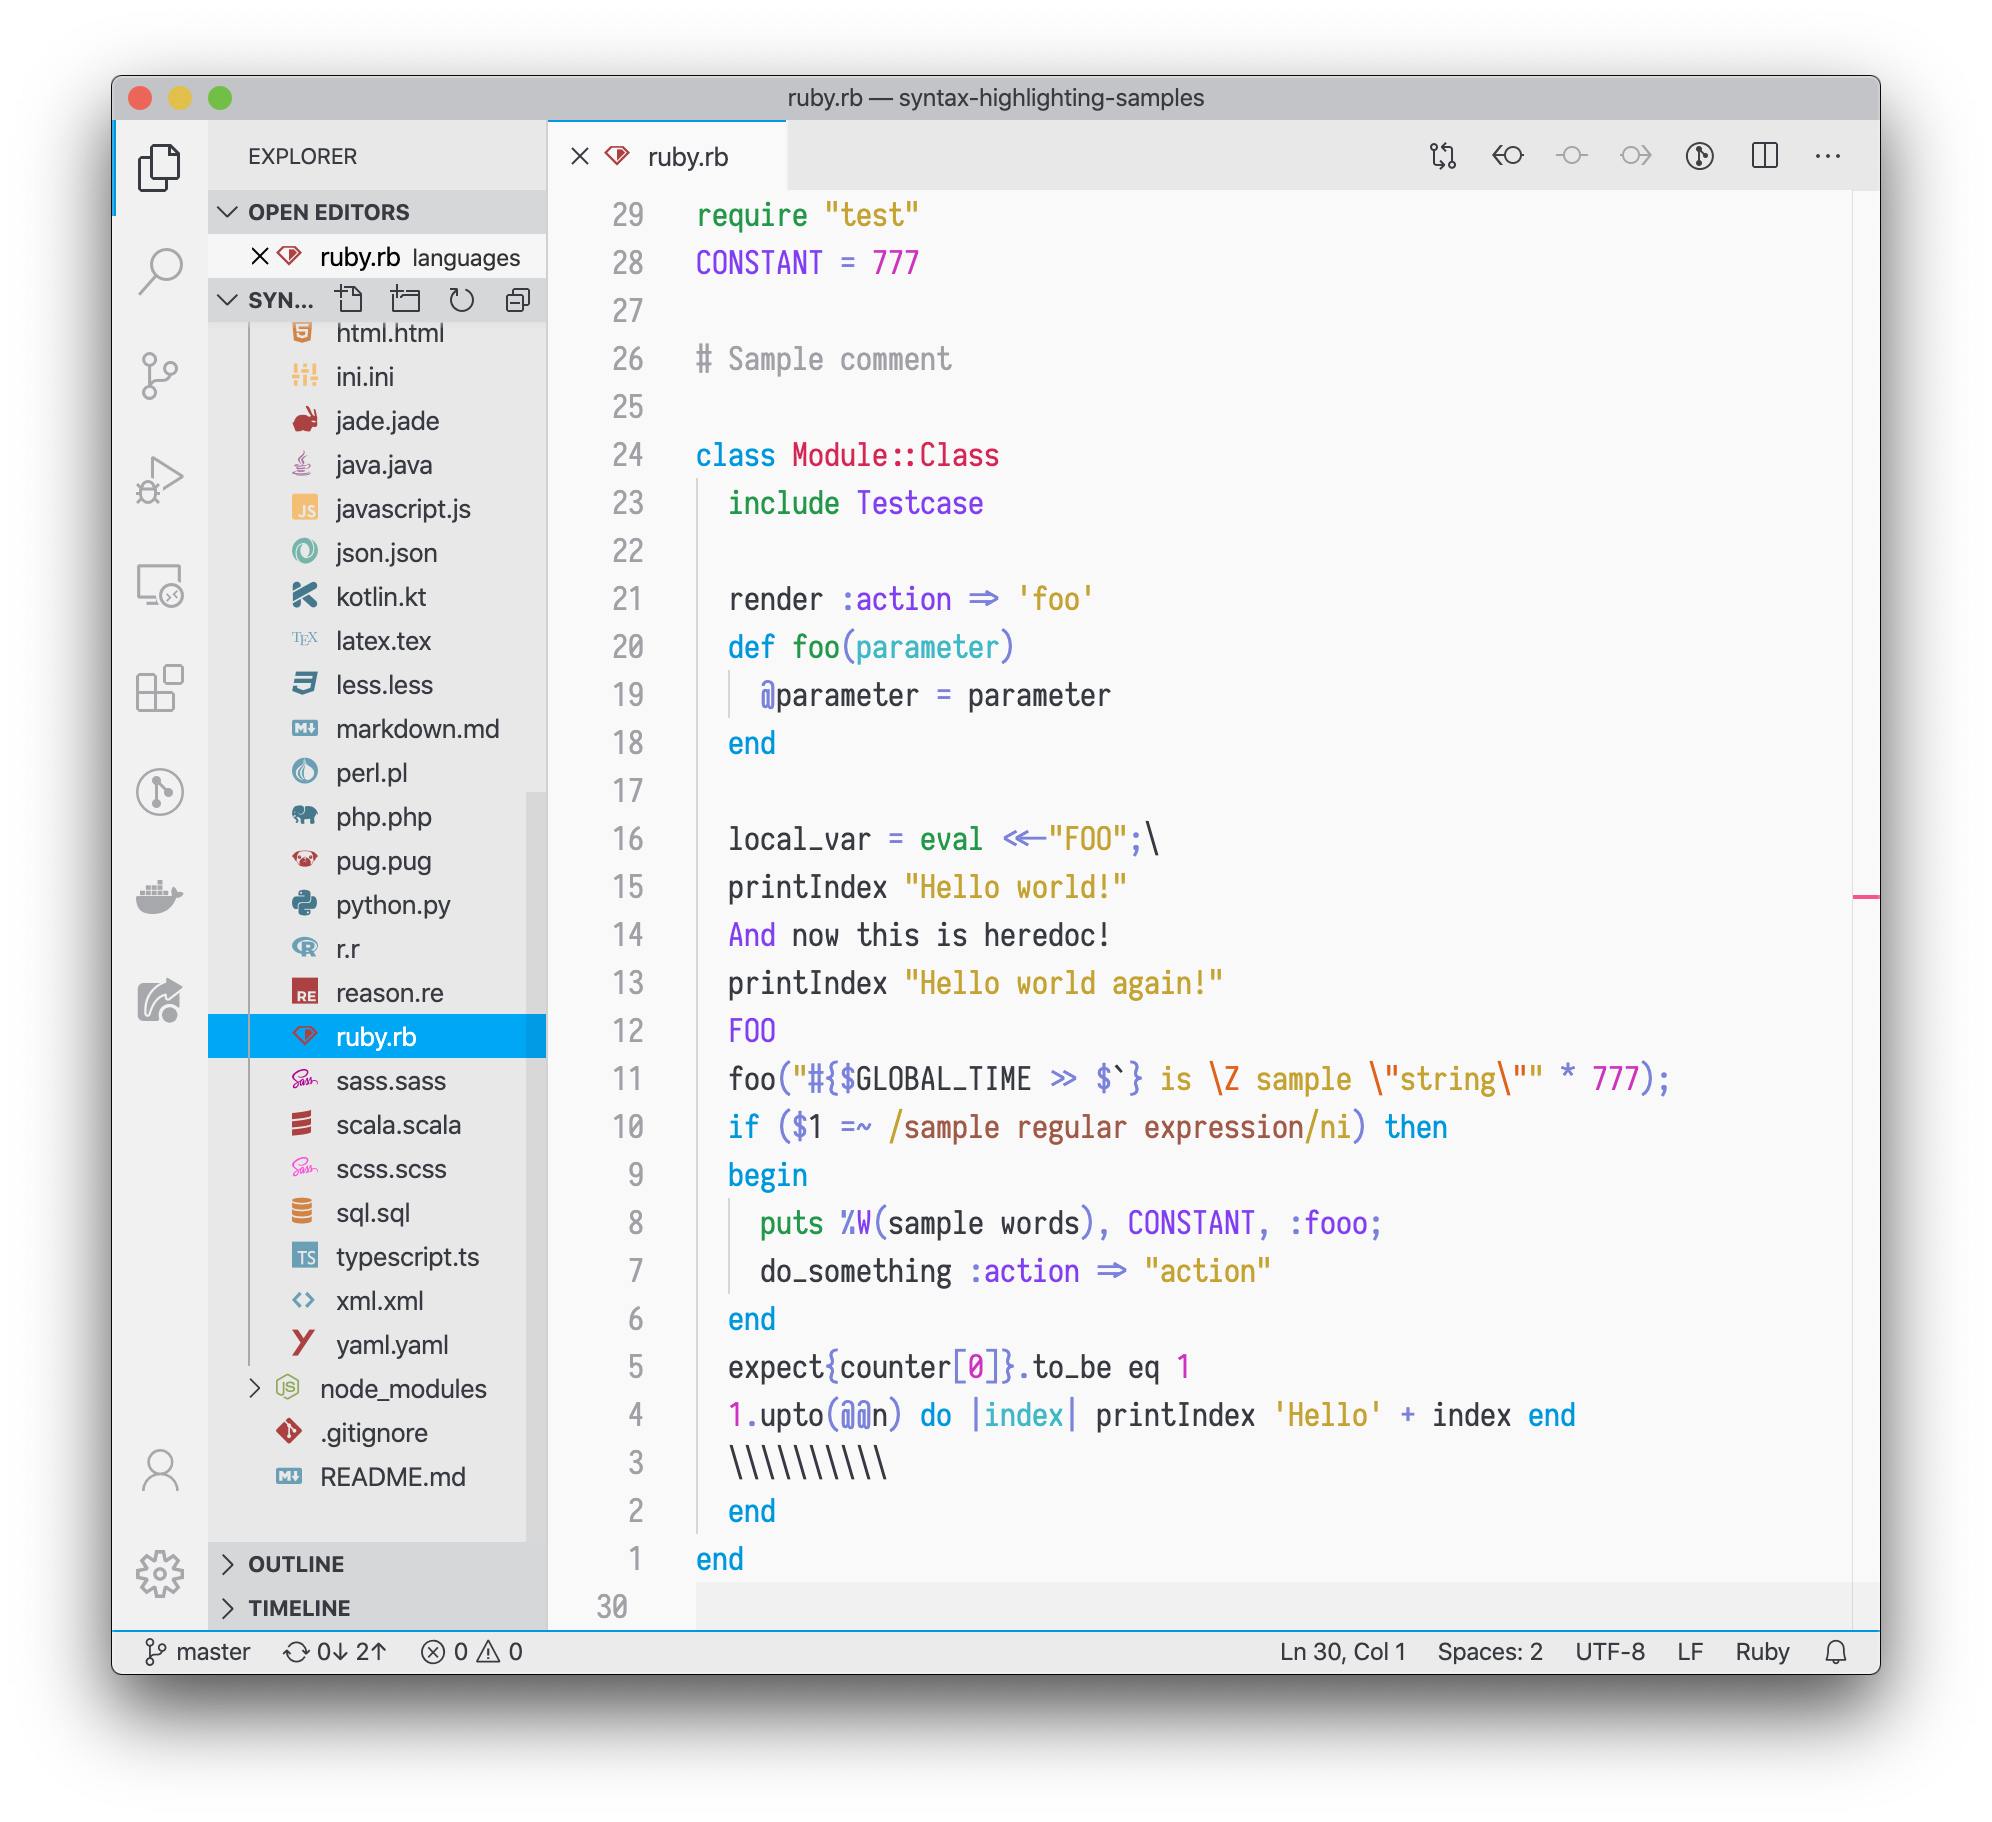 ruby.rb — syntax-highlighting-samples
EXPLORER
OPEN EDITORS
ruby.rb languages
SYN...
html.html
ini.ini
jade.jade
java.java
JS javascript.js
json.json
kotlin.kt
TEX latex.tex
less.less
M↓ markdown.md
perl.pl
php.php
pug.pug
python.py
R r.r
RE reason.re
ruby.rb
Sass sass.sass
scala.scala
Sass scss.scss
sql.sql
TS typescript.ts
<> xml.xml
Y yaml.yaml
JS node_modules
.gitignore
M↓ README.md
OUTLINE
TIMELINE
ruby.rb
29 require "test"
28 CONSTANT = 777
27
26 # Sample comment
25
24 class Module::Class
23   include Testcase
22
21   render :action => 'foo'
20   def foo(parameter)
19     @parameter = parameter
18   end
17
16   local_var = eval <<-"FOO";\
15   printIndex "Hello world!"
14   And now this is heredoc!
13   printIndex "Hello world again!"
12   FOO
11   foo("#{$GLOBAL_TIME >> $`} is \Z sample \"string\"" * 777);
10   if ($1 =~ /sample regular expression/ni) then
9   begin
8     puts %W(sample words), CONSTANT, :fooo;
7     do_something :action => "action"
6   end
5   expect{counter[0]}.to_be eq 1
4   1.upto(@@n) do |index| printIndex 'Hello' + index end
3   \\\\\\\\\\
2   end
1 end
30
master 0↓ 2↑ 0 0 Ln 30, Col 1 Spaces: 2 UTF-8 LF Ruby